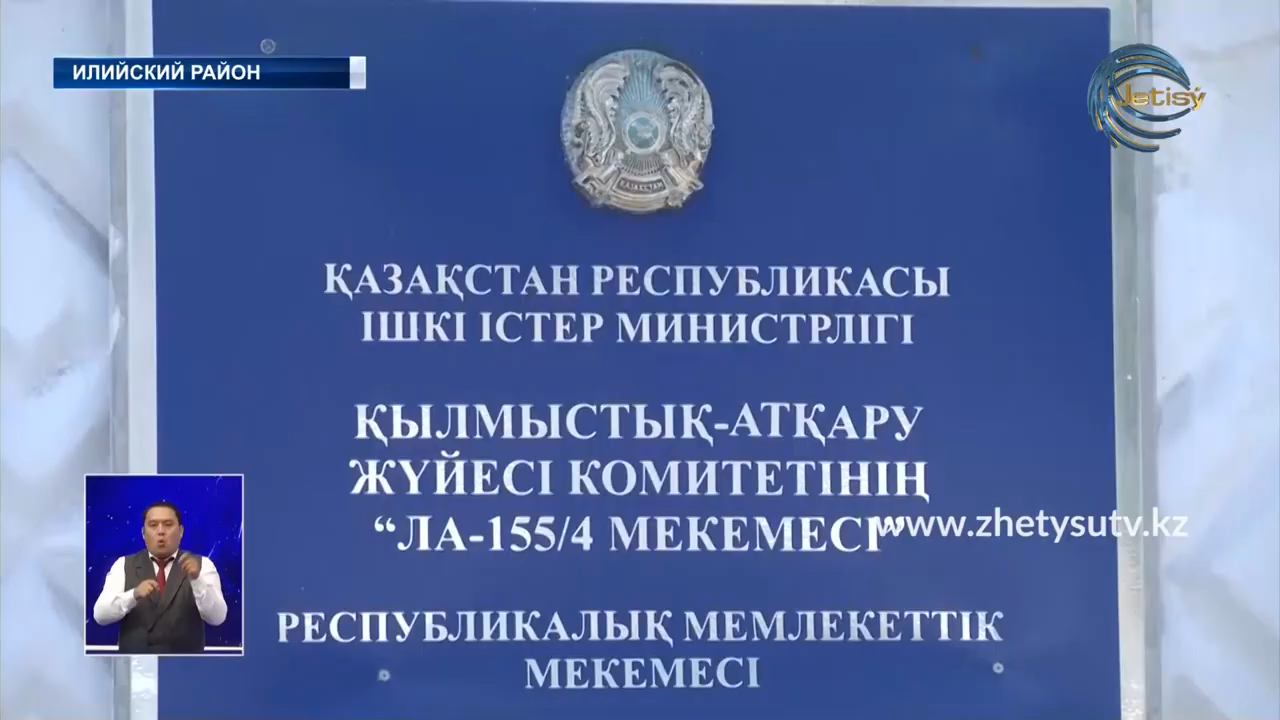 ИЛИЙСКИЙ РАЙОН
Jetisý
ҚАЗАҚСТАН
ҚАЗАҚСТАН РЕСПУБЛИКАСЫ
ІШКІ ІСТЕР МИНИСТРЛІГІ
ҚЫЛМЫСТЫҚ-АТҚАРУ
ЖҮЙЕСІ КОМИТЕТІНІҢ
“ЛА-155/4 МЕКЕМЕСІ”
www.zhetysutv.kz
РЕСПУБЛИКАЛЫҚ МЕМЛЕКЕТТІК
МЕКЕМЕСІ